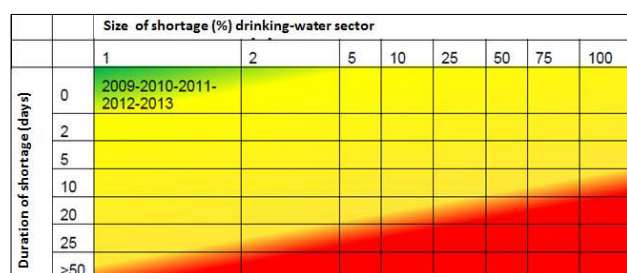 Size of shortage (%) drinking-water sector
1 2 5 10 25 50 75 100
Duration of shortage (days)
0 2009-2010-2011-
2012-2013
2
5
10
20
25
>50